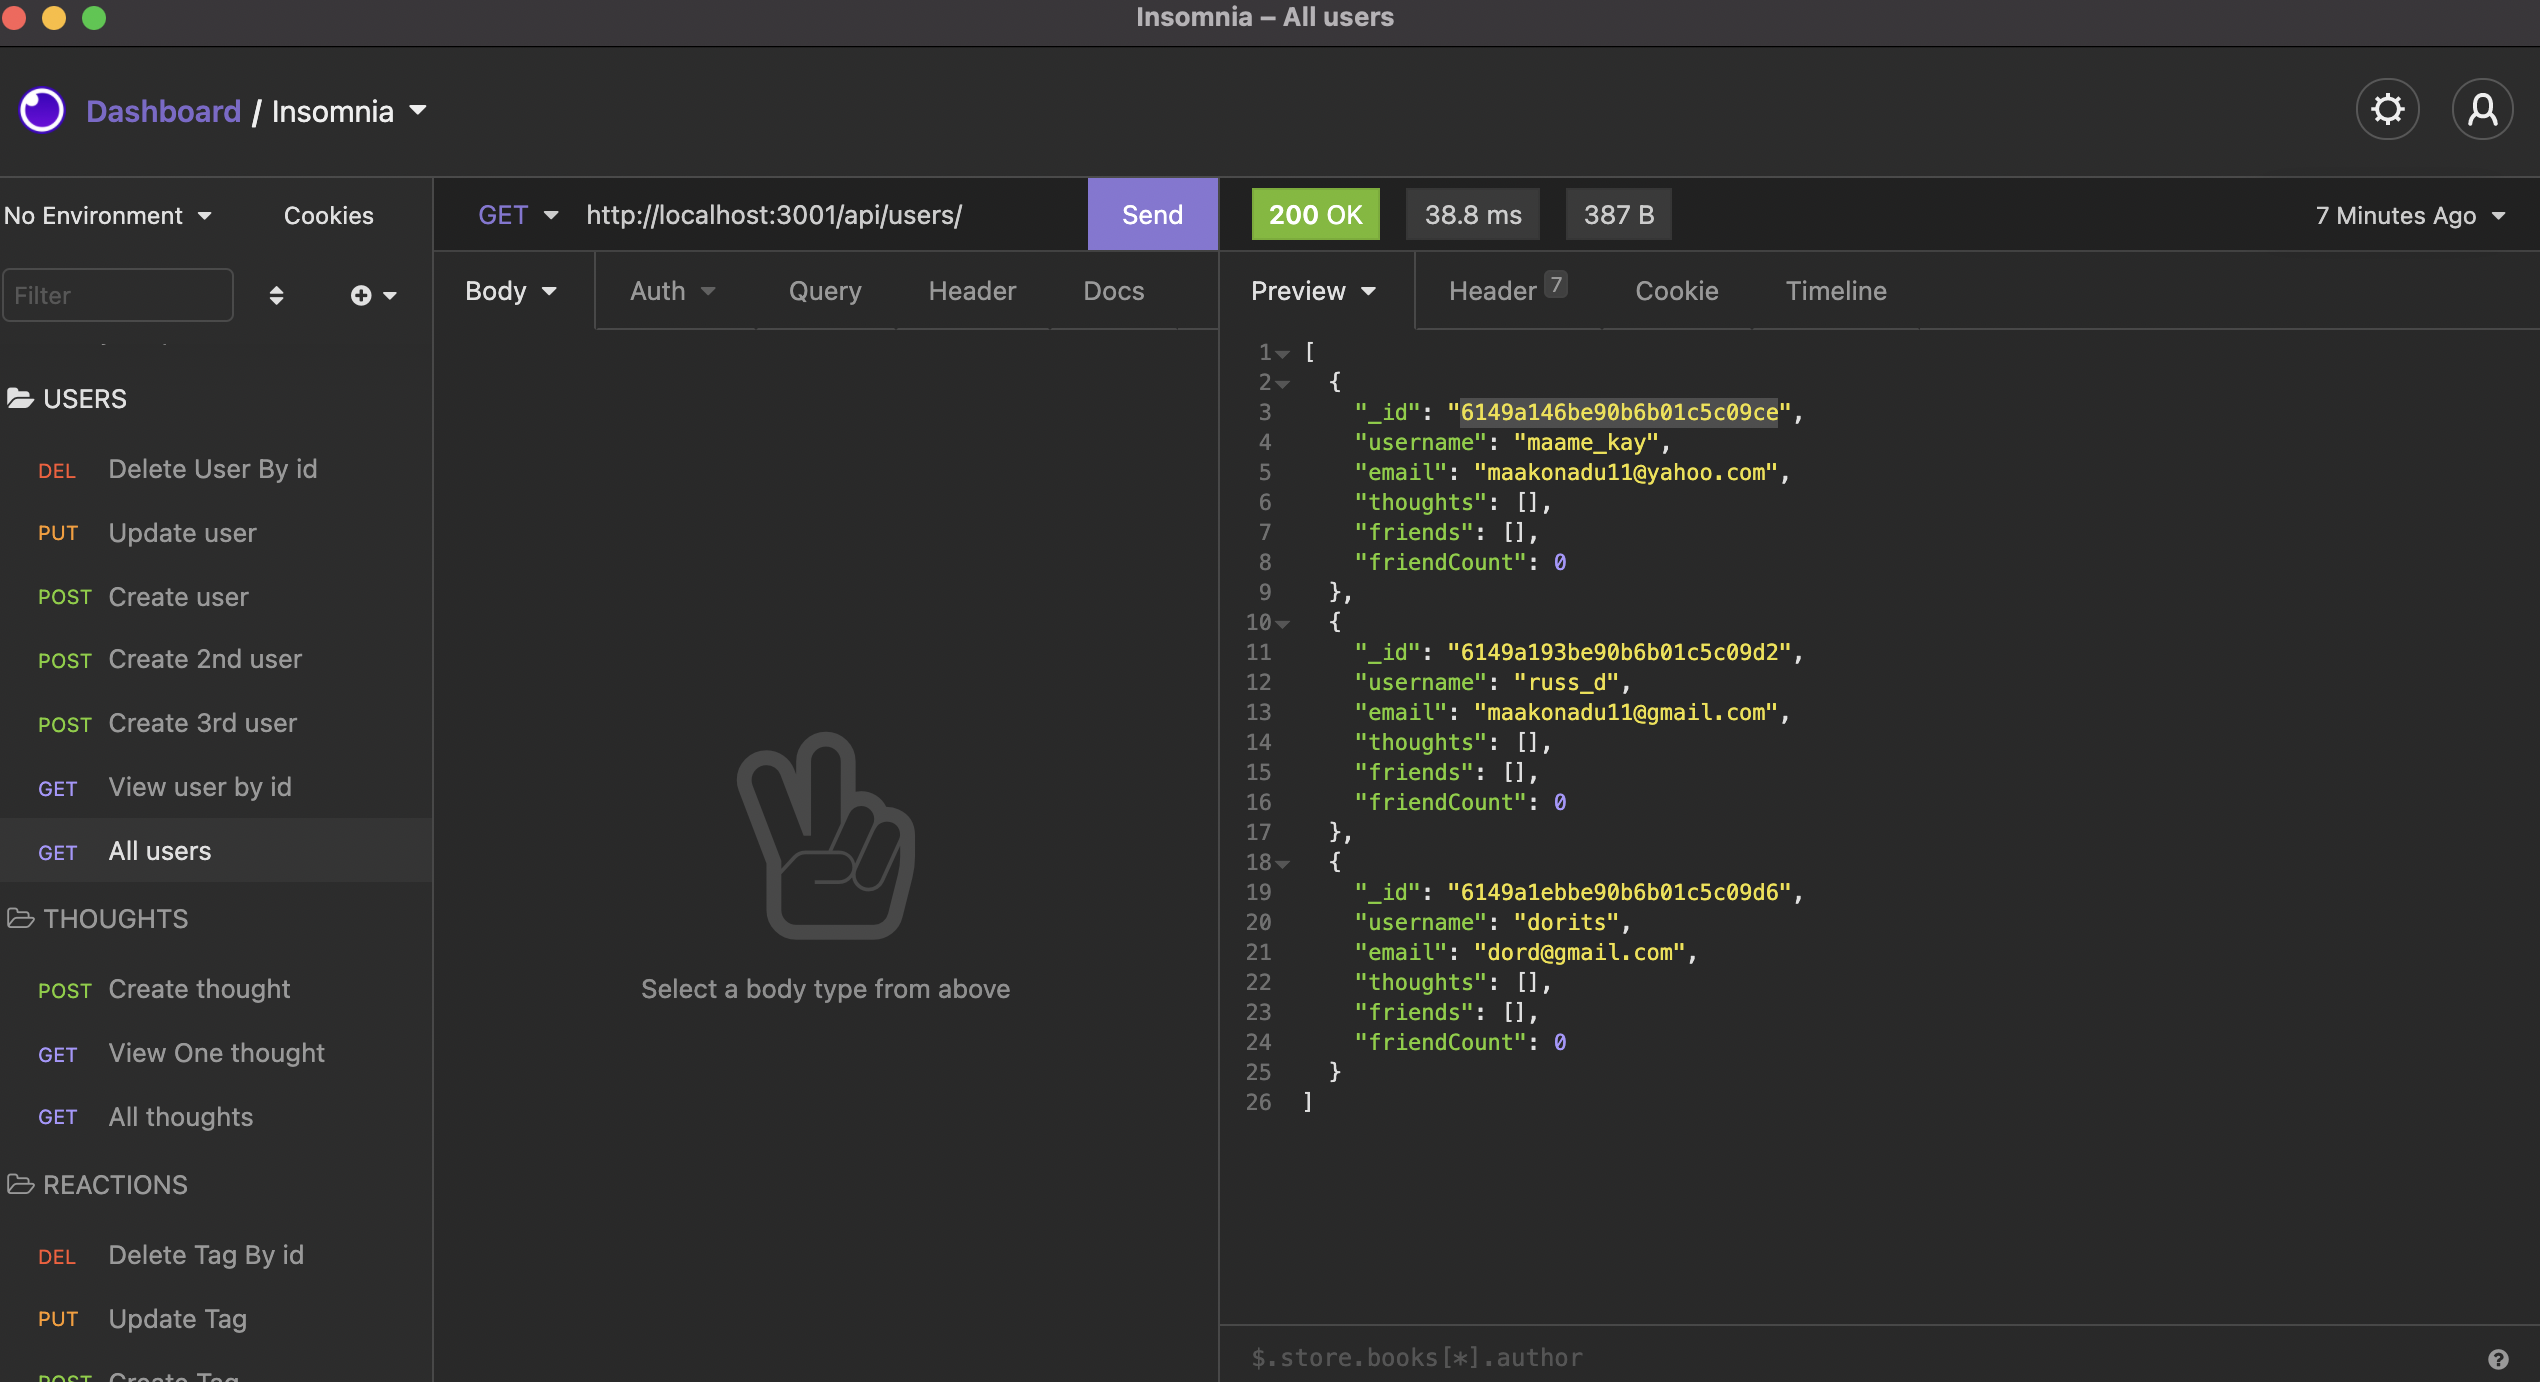 Insomnia – All users
Dashboard / Insomnia
No Environment Cookies
Filter
USERS
DEL Delete User By id
PUT Update user
POST Create user
POST Create 2nd user
POST Create 3rd user
GET View user by id
GET All users
THOUGHTS
POST Create thought
GET View One thought
GET All thoughts
REACTIONS
DEL Delete Tag By id
PUT Update Tag
POST Create Tag
GET http://localhost:3001/api/users/ Send
Body Auth Query Header Docs
Select a body type from above
200 OK 38.8 ms 387 B 7 Minutes Ago
Preview Header 7 Cookie Timeline
1 [
2 {
3 "_id": "6149a146be90b6b01c5c09ce",
4 "username": "maame_kay",
5 "email": "maakonadu11@yahoo.com",
6 "thoughts": [],
7 "friends": [],
8 "friendCount": 0
9 },
10 {
11 "_id": "6149a193be90b6b01c5c09d2",
12 "username": "russ_d",
13 "email": "maakonadu11@gmail.com",
14 "thoughts": [],
15 "friends": [],
16 "friendCount": 0
17 },
18 {
19 "_id": "6149a1ebbe90b6b01c5c09d6",
20 "username": "dorits",
21 "email": "dord@gmail.com",
22 "thoughts": [],
23 "friends": [],
24 "friendCount": 0
25 }
26 ]
$.store.books[*].author